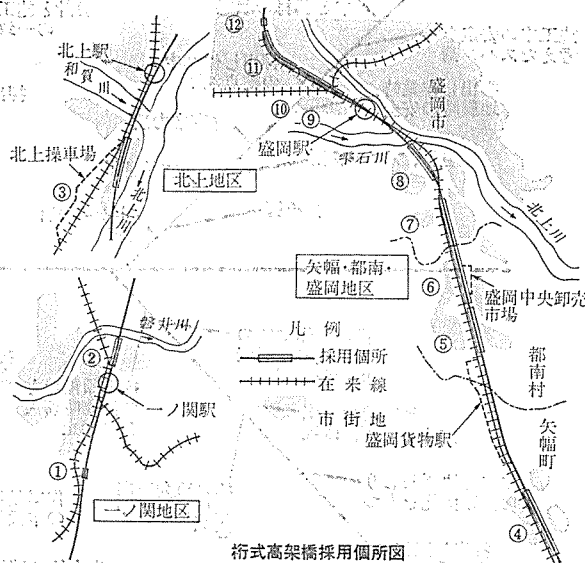 北上駅
和賀川
北上操車場
③
北上川
北上地区
⑫
⑪
⑩
⑨
盛岡駅
雫石川
盛岡市
⑧
北上川
⑦
矢幅・都南・
盛岡地区
⑥
盛岡中央卸売
市場
⑤
都南村
盛岡貨物駅
矢幅町
④
磐井川
②
一ノ関駅
①
一ノ関地区
凡例
採用個所
在来線
市街地
桁式高架橋採用個所図